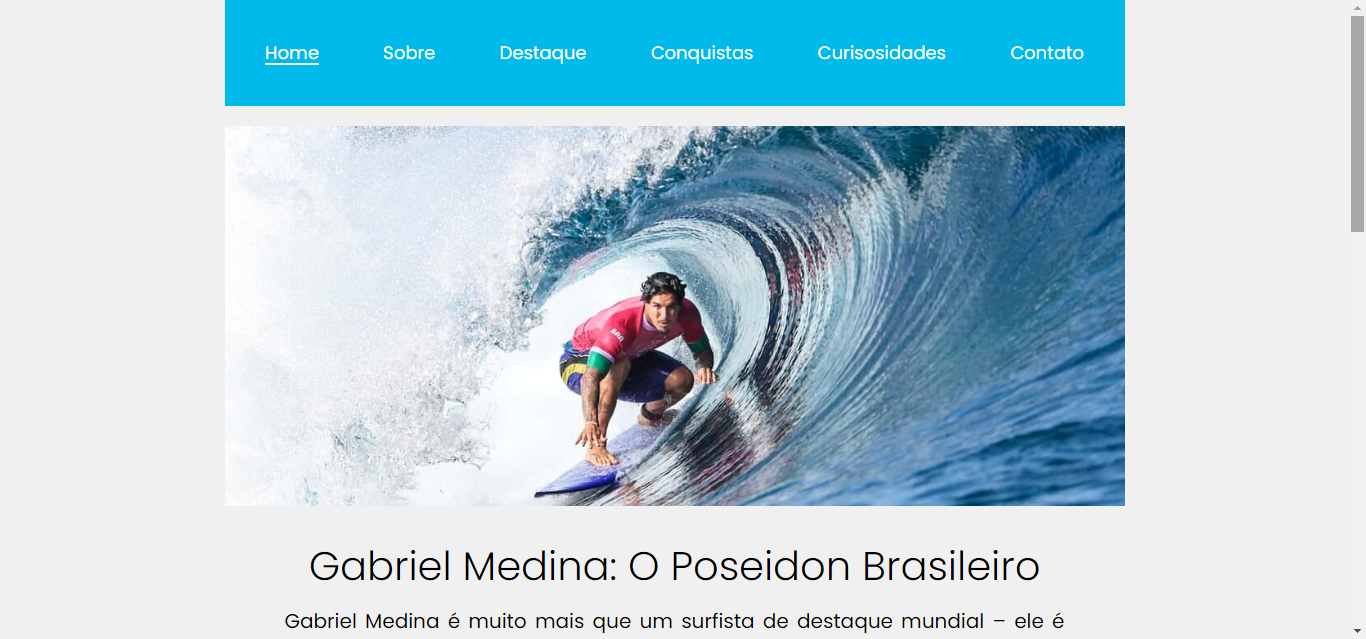 Home Sobre Destaque Conquistas Curisosidades Contato
BRA
Gabriel Medina: O Poseidon Brasileiro
Gabriel Medina é muito mais que um surfista de destaque mundial – ele é